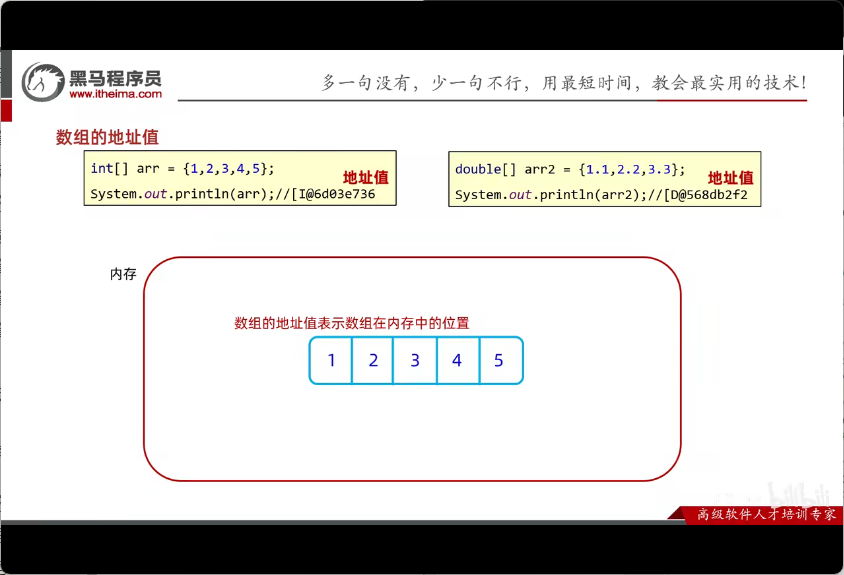 黑马程序员
www.itheima.com
多一句没有，少一句不行，用最短时间，教会最实用的技术！
数组的地址值
int[] arr = {1,2,3,4,5};
地址值
System.out.println(arr);//[I@6d03e736
double[] arr2 = {1.1,2.2,3.3};
地址值
System.out.println(arr2);//[D@568db2f2
内存
数组的地址值表示数组在内存中的位置
1 2 3 4 5
bilibili
高级软件人才培训专家